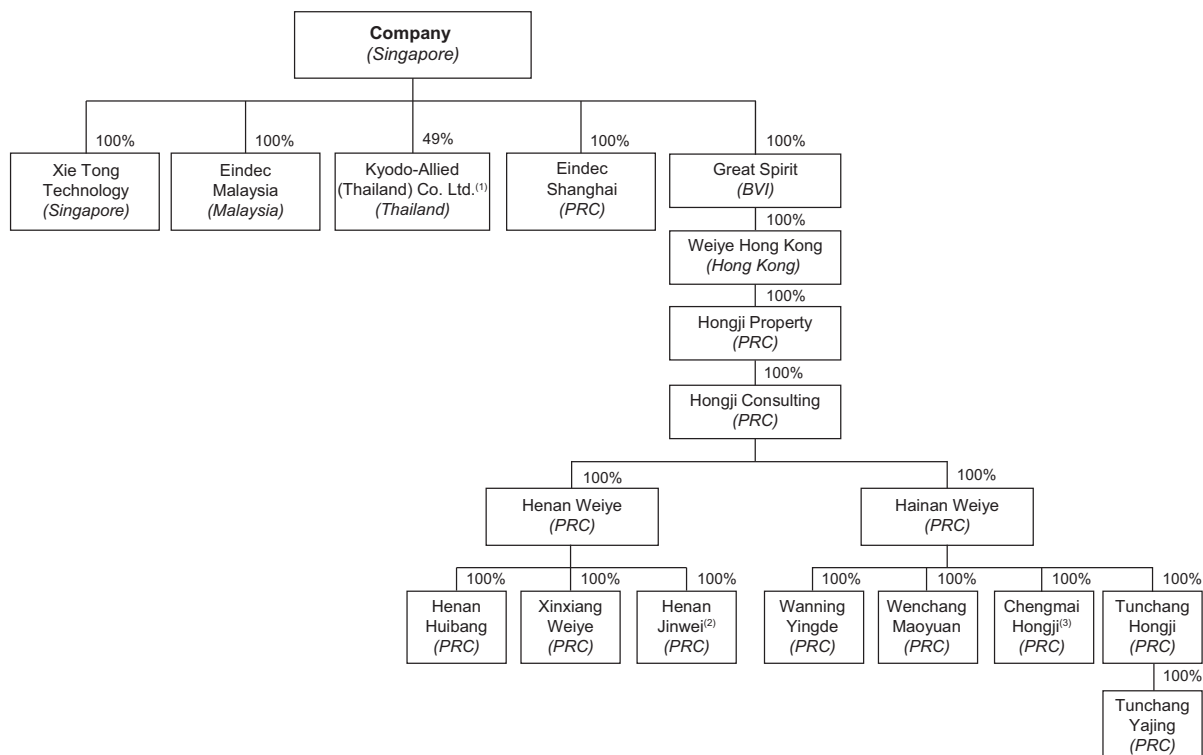 Company
(Singapore)
100%
100%
49%
100%
100%
Xie Tong
Technology
(Singapore)
Eindec
Malaysia
(Malaysia)
Kyodo-Allied
(Thailand) Co. Ltd.(1)
(Thailand)
Eindec
Shanghai
(PRC)
Great Spirit
(BVI)
100%
Weiye Hong Kong
(Hong Kong)
100%
Hongji Property
(PRC)
100%
Hongji Consulting
(PRC)
100%
100%
Henan Weiye
(PRC)
Hainan Weiye
(PRC)
100%
100%
100%
100%
100%
100%
100%
Henan
Huibang
(PRC)
Xinxiang
Weiye
(PRC)
Henan
Jinwei(2)
(PRC)
Wanning
Yingde
(PRC)
Wenchang
Maoyuan
(PRC)
Chengmai
Hongji(3)
(PRC)
Tunchang
Hongji
(PRC)
100%
Tunchang
Yajing
(PRC)